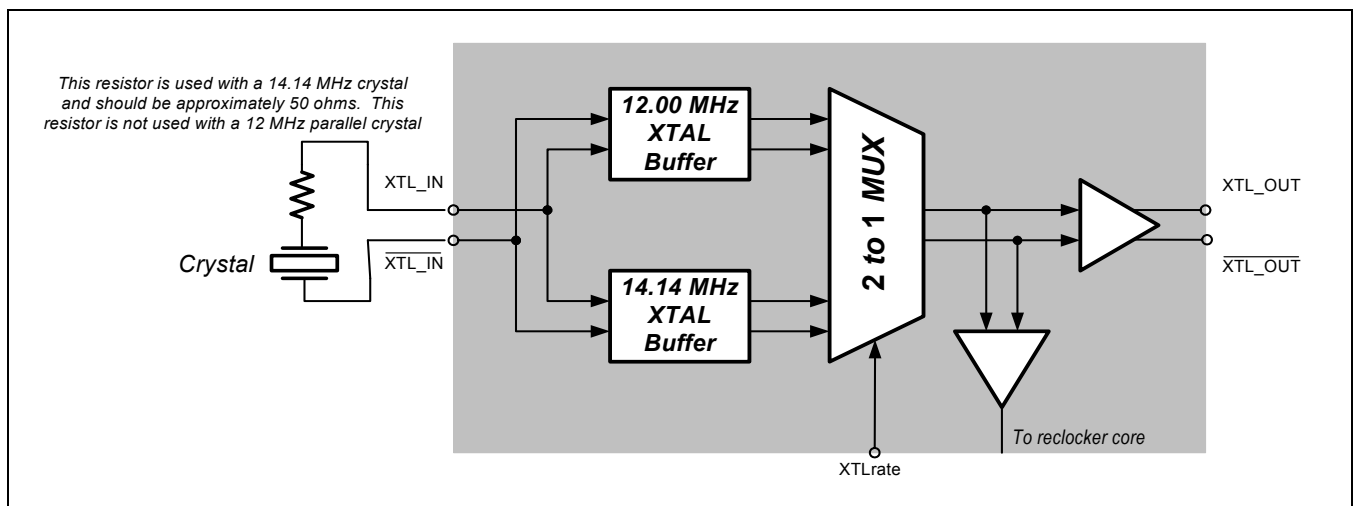 This resistor is used with a 14.14 MHz crystal
and should be approximately 50 ohms. This
resistor is not used with a 12 MHz parallel crystal
XTL_IN
XTL_IN
Crystal
12.00 MHz
XTAL
Buffer
14.14 MHz
XTAL
Buffer
2 to 1 MUX
XTL_OUT
XTL_OUT
To reclocker core
XTLrate